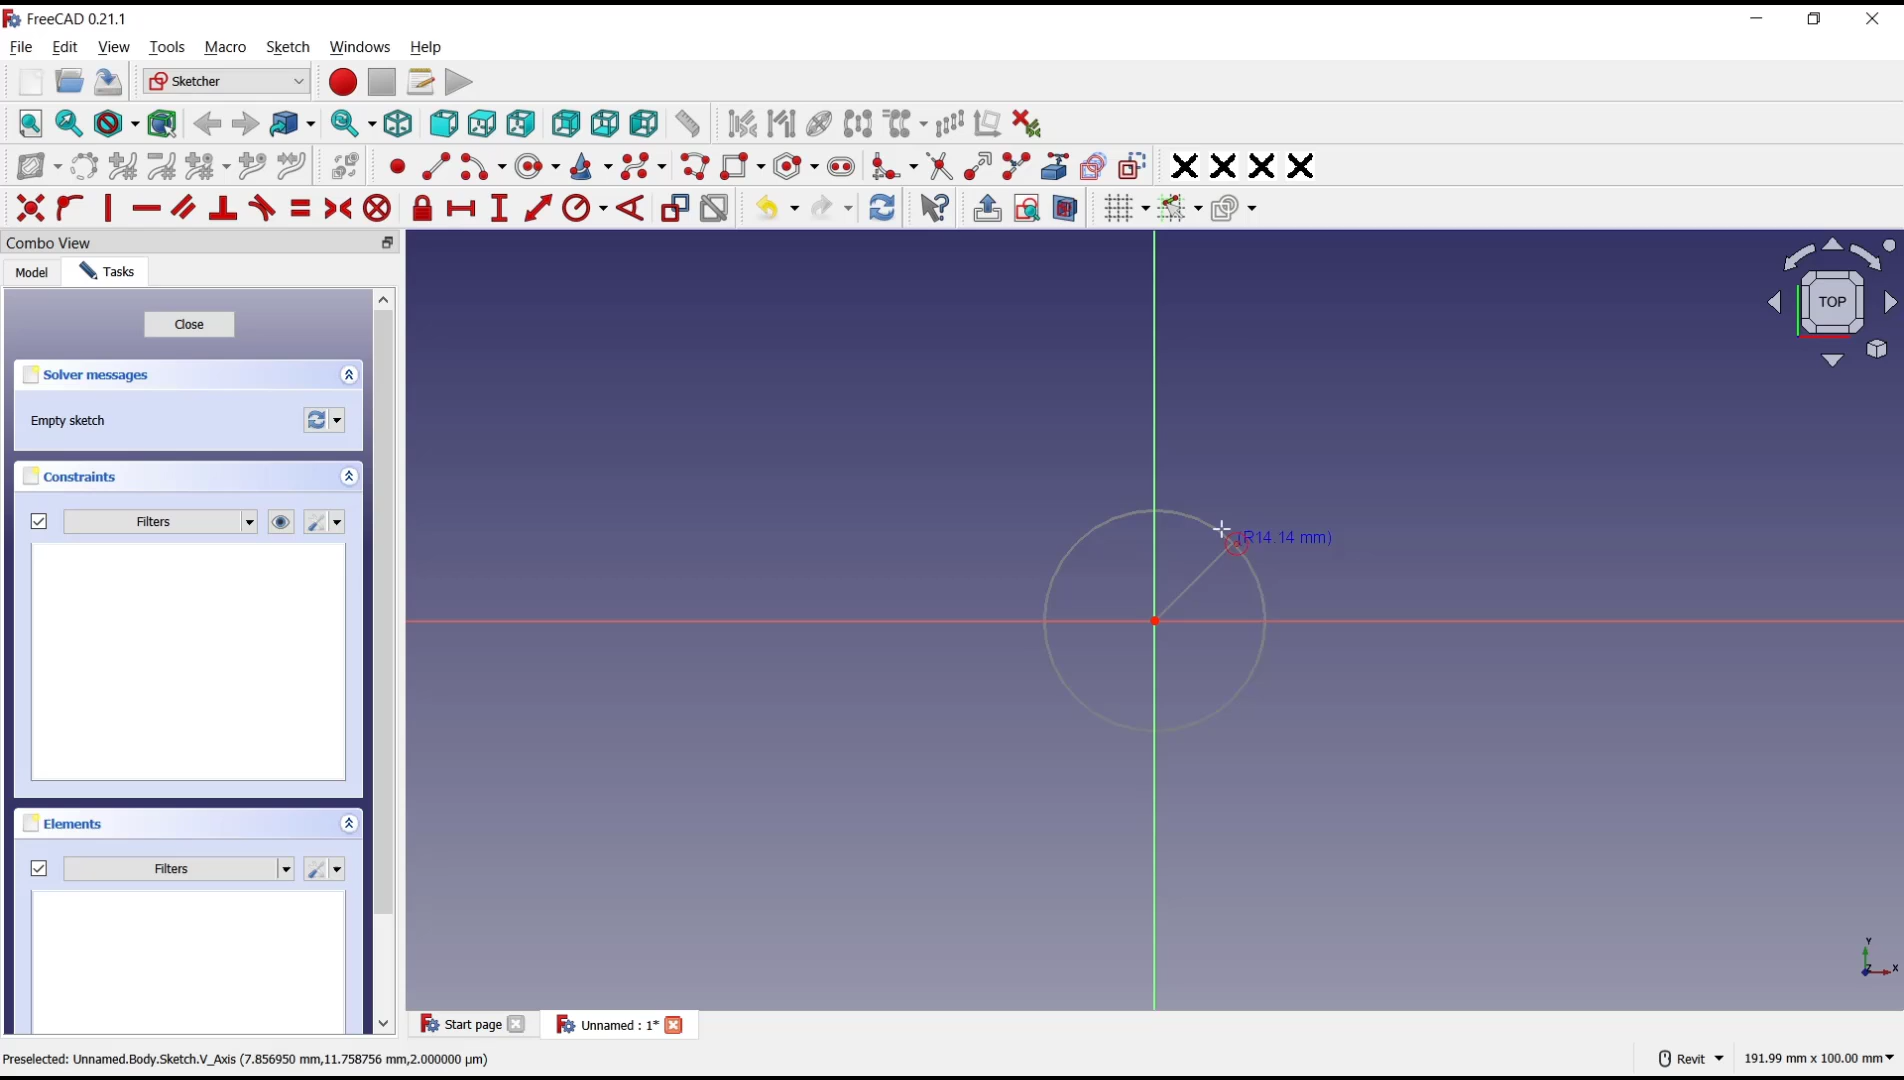 FreeCAD 0.21.1
File Edit View Tools Macro Sketch Windows Help
Sketcher
Combo View
Model Tasks
Close
Solver messages
Empty sketch
Constraints
Filters
Elements
Filters
(R14.14 mm)
TOP
Y
Z X
Start page Unnamed : 1*
Preselected: Unnamed.Body.Sketch.V_Axis (7.856950 mm,11.758756 mm,2.000000 µm) Revit 191.99 mm x 100.00 mm